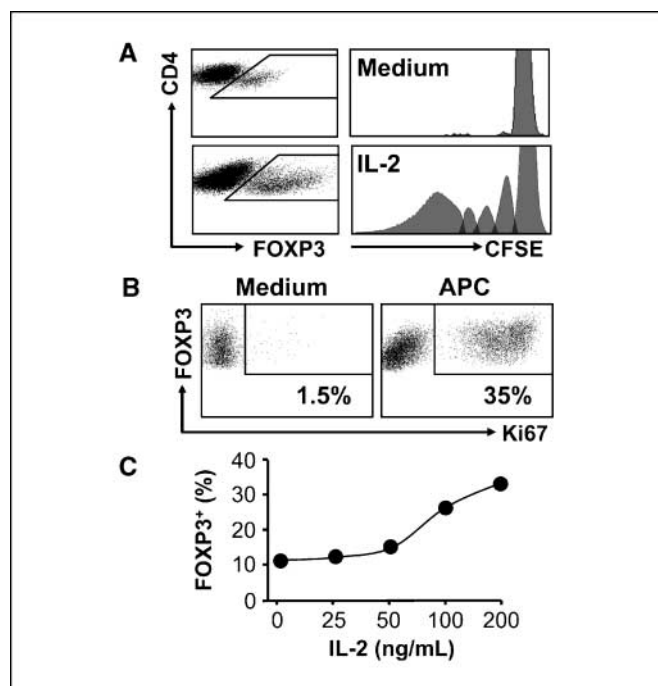 A
CD4
Medium
IL-2
FOXP3
CFSE
B
Medium
APC
FOXP3
1.5%
35%
Ki67
C
FOXP3+ (%)
40
30
20
10
0
0 25 50 100 200
IL-2 (ng/mL)